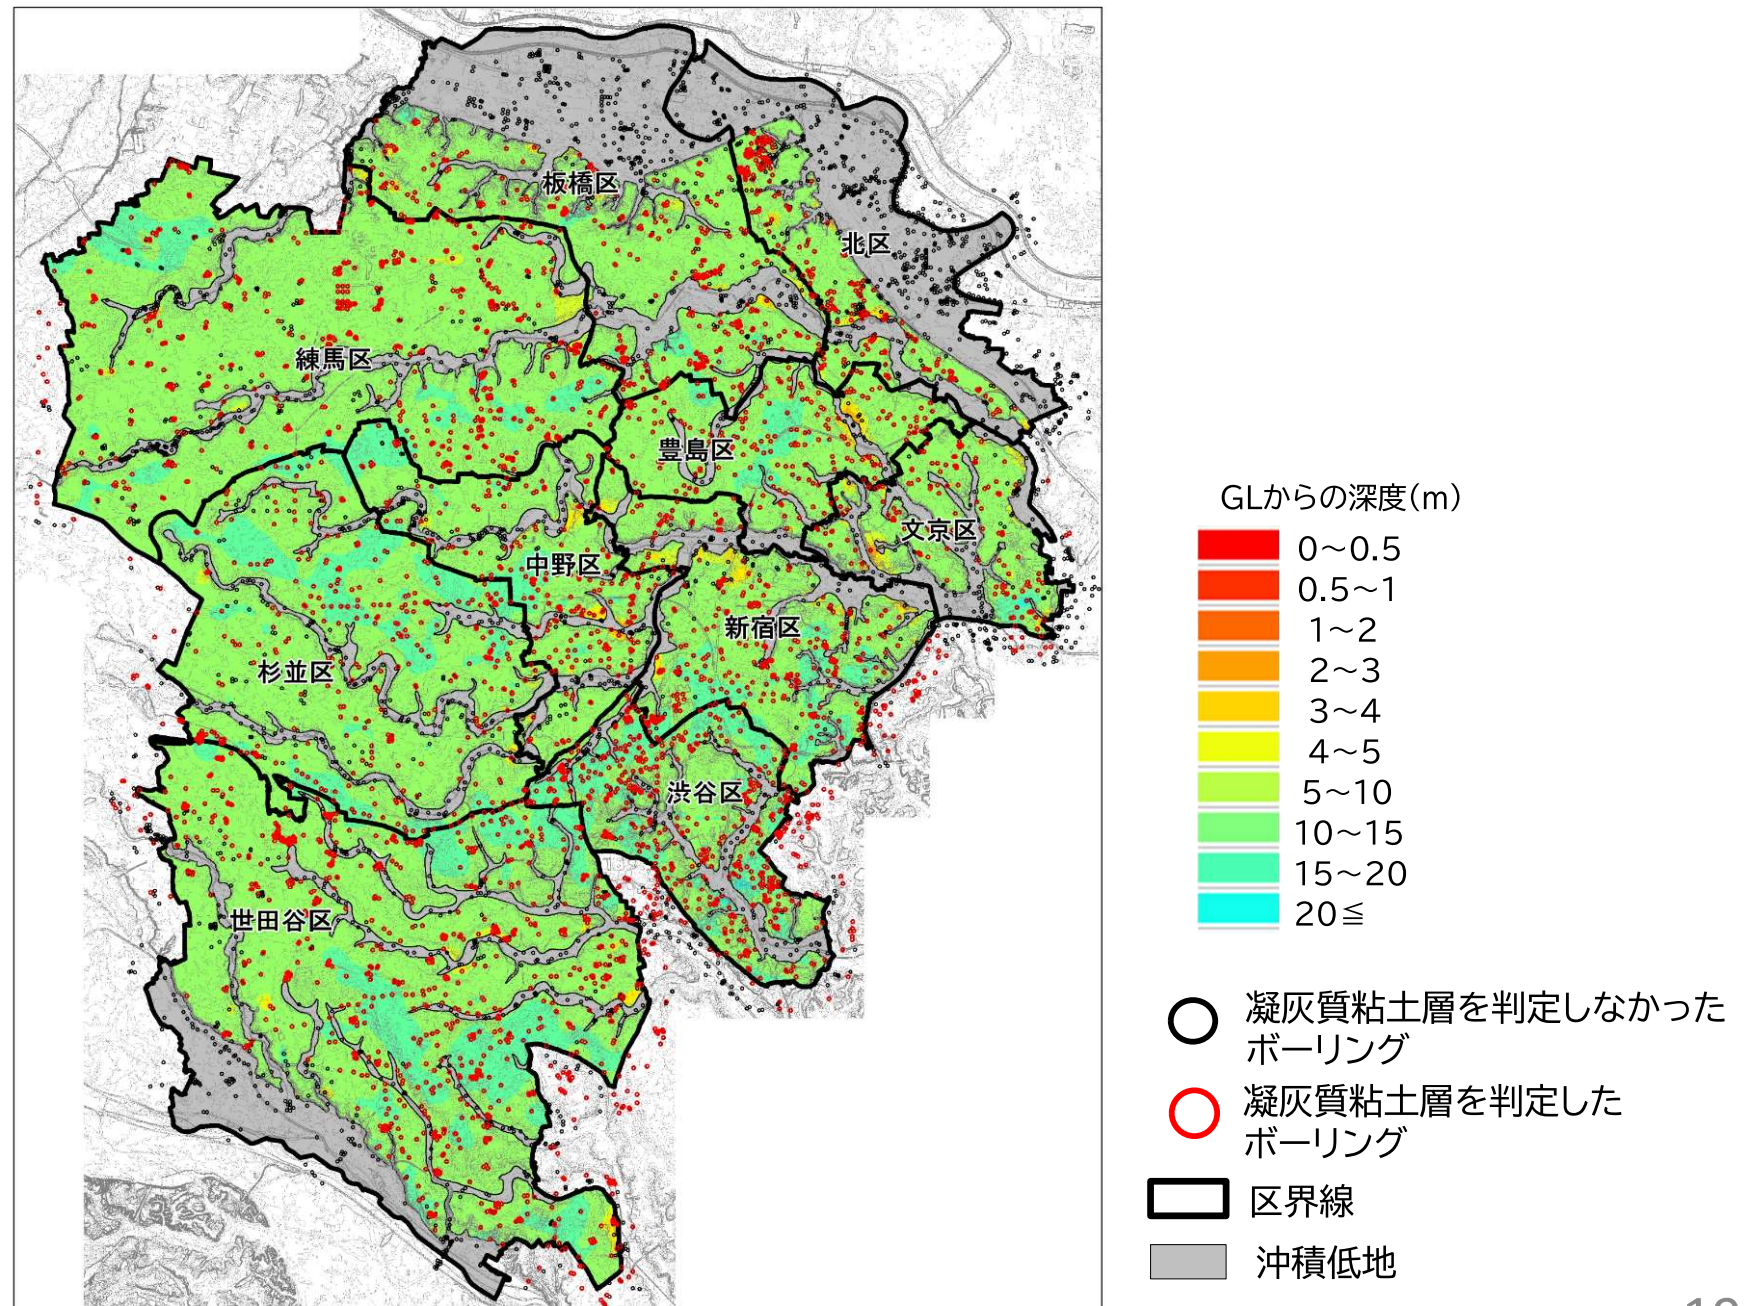 板橋区
北区
練馬区
豊島区
文京区
中野区
新宿区
杉並区
渋谷区
世田谷区
GLからの深度(m)
0～0.5
0.5～1
1～2
2～3
3～4
4～5
5～10
10～15
15～20
20≦
凝灰質粘土層を判定しなかった
ボーリング
凝灰質粘土層を判定した
ボーリング
区界線
沖積低地